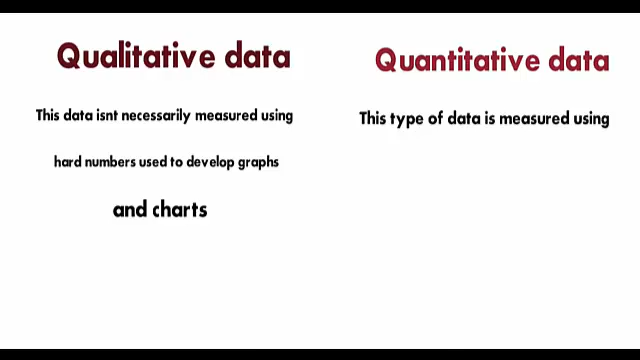 Qualitative data
This data isnt necessarily measured using
hard numbers used to develop graphs
and charts
Quantitative data
This type of data is measured using